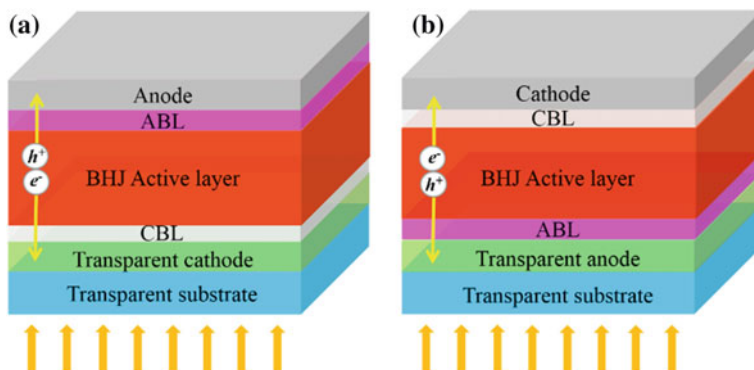 (a)
Anode
ABL
h+
e-
BHJ Active layer
CBL
Transparent cathode
Transparent substrate
(b)
Cathode
CBL
e-
h+
BHJ Active layer
ABL
Transparent anode
Transparent substrate